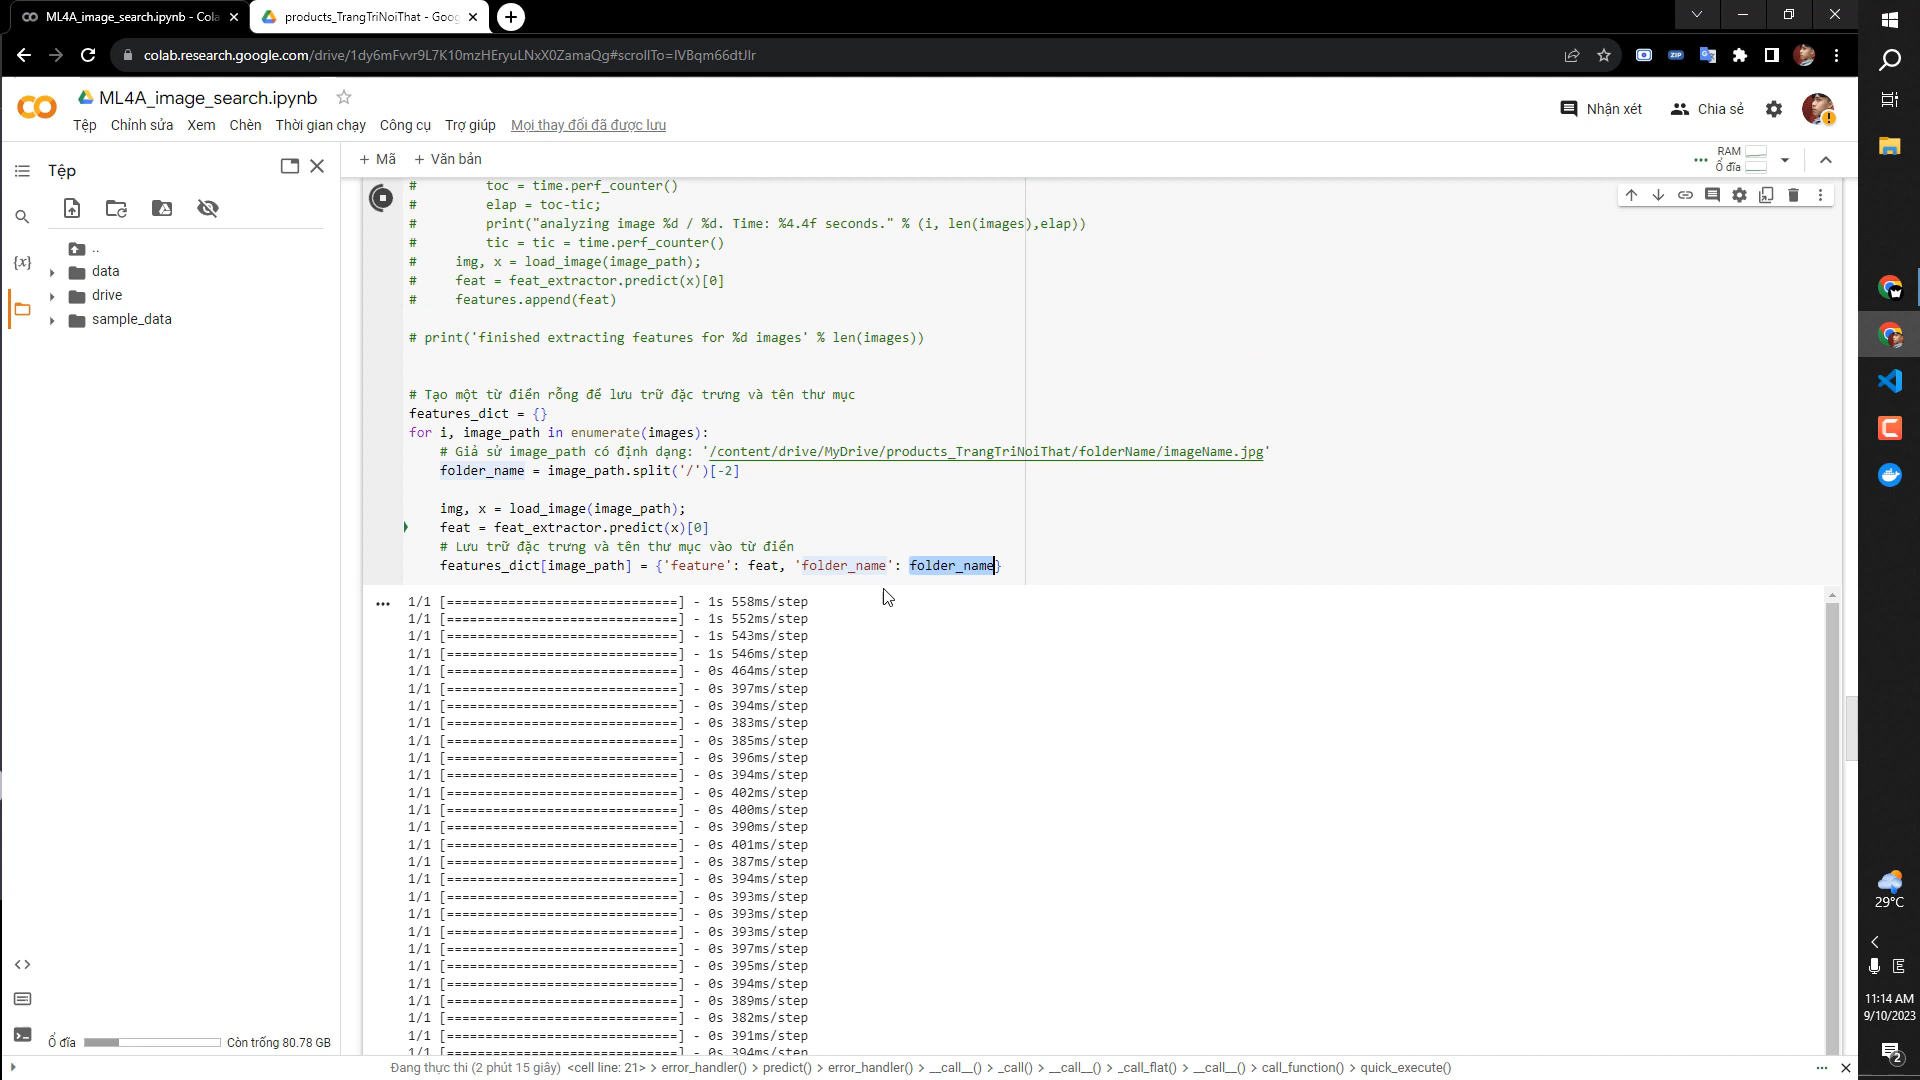 ML4A_image_search.ipynb - Cola
products_TrangTriNoiThat - Goog
colab.research.google.com/drive/1dy6mFvvr9L7K10mzHEryuLNxX0ZamaQg#scrollTo=IVBqm66dtJlr
ML4A_image_search.ipynb
Tệp Chỉnh sửa Xem Chèn Thời gian chạy Công cụ Trợ giúp Mọi thay đổi đã được lưu
Nhận xét Chia sẻ
Tệp
+ Mã + Văn bản
RAM
Ổ đĩa
..
data
drive
sample_data
{x}
# toc = time.perf_counter()
# elap = toc-tic;
# print("analyzing image %d / %d. Time: %4.4f seconds." % (i, len(images),elap))
# tic = tic = time.perf_counter()
# img, x = load_image(image_path);
# feat = feat_extractor.predict(x)[0]
# features.append(feat)
# print('finished extracting features for %d images' % len(images))
# Tạo một từ điển rỗng để lưu trữ đặc trưng và tên thư mục
features_dict = {}
for i, image_path in enumerate(images):
# Giả sử image_path có định dạng: '/content/drive/MyDrive/products_TrangTriNoiThat/folderName/imageName.jpg'
folder_name = image_path.split('/')[-2]
img, x = load_image(image_path);
feat = feat_extractor.predict(x)[0]
# Lưu trữ đặc trưng và tên thư mục vào từ điển
features_dict[image_path] = {'feature': feat, 'folder_name': folder_name}
1/1 [==============================] - 1s 558ms/step
1/1 [==============================] - 1s 552ms/step
1/1 [==============================] - 1s 543ms/step
1/1 [==============================] - 1s 546ms/step
1/1 [==============================] - 0s 464ms/step
1/1 [==============================] - 0s 397ms/step
1/1 [==============================] - 0s 394ms/step
1/1 [==============================] - 0s 383ms/step
1/1 [==============================] - 0s 385ms/step
1/1 [==============================] - 0s 396ms/step
1/1 [==============================] - 0s 394ms/step
1/1 [==============================] - 0s 402ms/step
1/1 [==============================] - 0s 400ms/step
1/1 [==============================] - 0s 390ms/step
1/1 [==============================] - 0s 401ms/step
1/1 [==============================] - 0s 387ms/step
1/1 [==============================] - 0s 394ms/step
1/1 [==============================] - 0s 393ms/step
1/1 [==============================] - 0s 393ms/step
1/1 [==============================] - 0s 393ms/step
1/1 [==============================] - 0s 397ms/step
1/1 [==============================] - 0s 395ms/step
1/1 [==============================] - 0s 394ms/step
1/1 [==============================] - 0s 389ms/step
1/1 [==============================] - 0s 382ms/step
1/1 [==============================] - 0s 391ms/step
1/1 [==============================] - 0s 394ms/step
Ổ đĩa Còn trống 80.78 GB
Đang thực thi (2 phút 15 giây) <cell line: 21> > error_handler() > predict() > error_handler() > __call__() > _call() > __call__() > _call_flat() > __call__() > call_function() > quick_execute()
ZIP
29°C
E
11:14 AM
9/10/2023
2